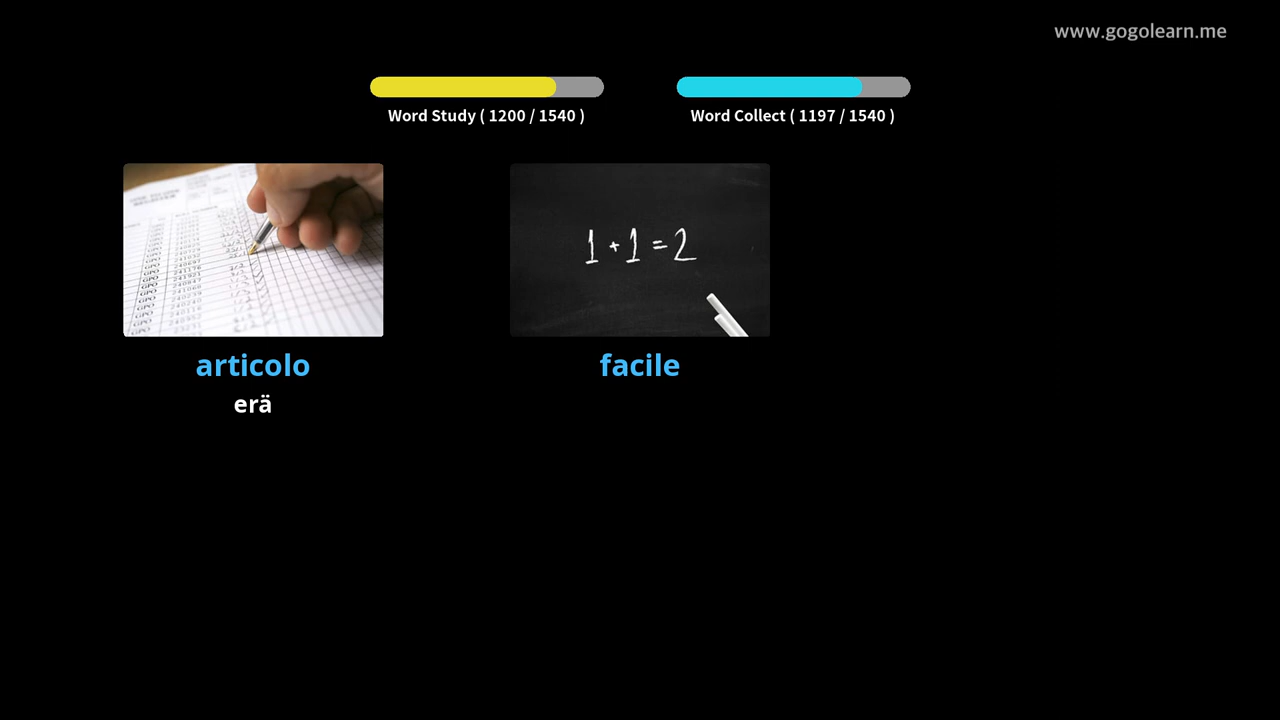 www.gogolearn.me
Word Study ( 1200 / 1540 )
Word Collect ( 1197 / 1540 )
1 + 1 = 2
articolo
facile
erä